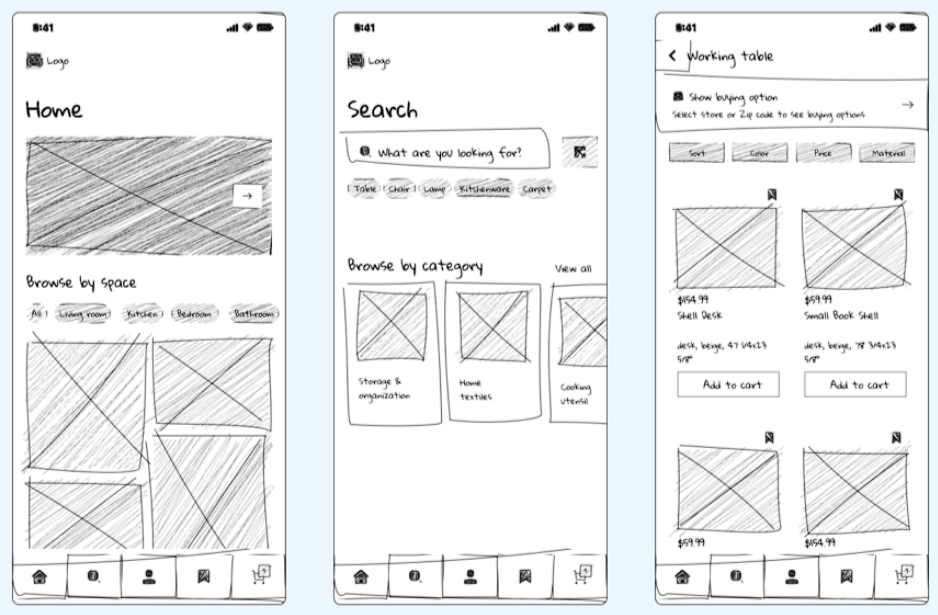 9:41
Logo
Home
Browse by space
All
Living room
Kitchen
Bedroom
Bathroom
9:41
Logo
Search
What are you looking for?
Table
Chair
Lamp
Kitchenware
Carpet
Browse by category
View all
Storage &
organization
Home
textiles
Cooking
utensil
9:41
Working table
Show buying option
Select store or Zip code to see buying options
Sort
Color
Price
Material
$154.99
Shell Desk
desk, beige, 47 1/4x23
5/8"
Add to cart
$59.99
Small Book Shell
desk, beige, 78 3/4x23
5/8"
Add to cart
$59.99
$154.99